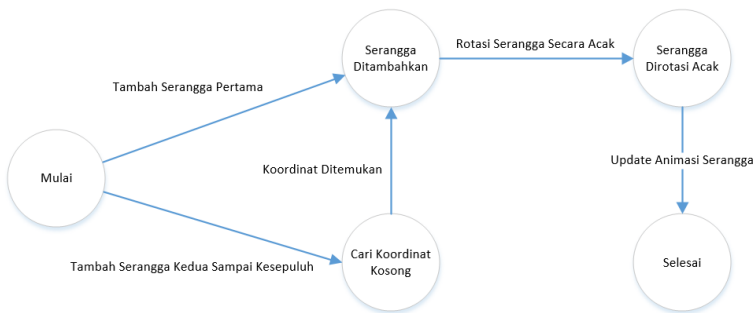 Serangga
Ditambahkan
Rotasi Serangga Secara Acak
Serangga
Dirotasi Acak
Tambah Serangga Pertama
Mulai
Koordinat Ditemukan
Update Animasi Serangga
Tambah Serangga Kedua Sampai Kesepuluh
Cari Koordinat
Kosong
Selesai